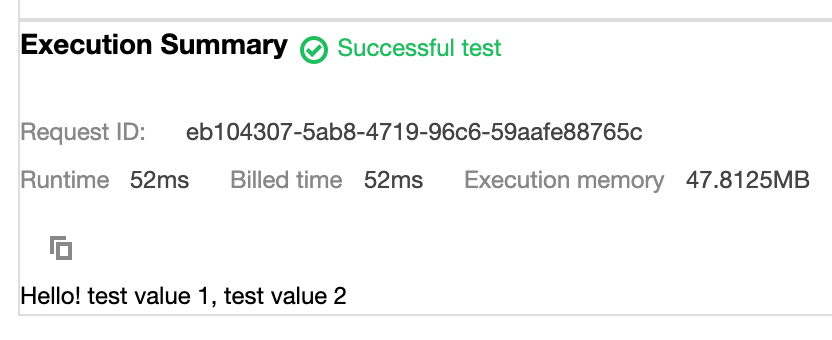 Execution Summary Successful test
Request ID: eb104307-5ab8-4719-96c6-59aafe88765c
Runtime 52ms Billed time 52ms Execution memory 47.8125MB
Hello! test value 1, test value 2